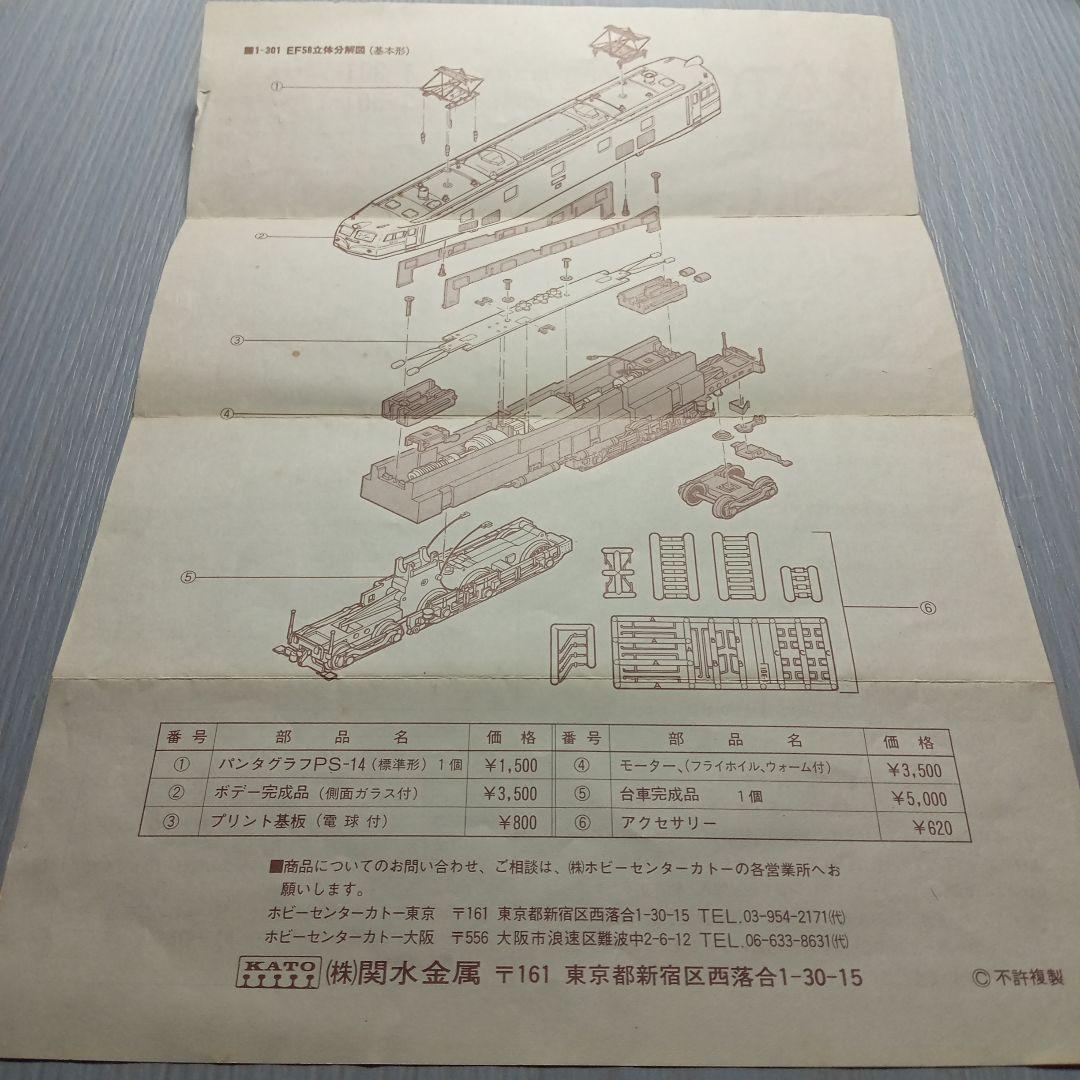 ■1-301 EF58立体分解図(基本形)
①
②
③
④
⑤
⑥
番号 部品名 価格 番号 部品名 価格
① パンタグラフPS-14(標準形) 1個 ¥1,500 ④ モーター、(フライホイル、ウォーム付) ¥3,500
② ボデー完成品(側面ガラス付) ¥3,500 ⑤ 台車完成品 1個 ¥5,000
③ プリント基板(電球付) ¥800 ⑥ アクセサリー ¥620
■商品についてのお問い合わせ、ご相談は、㈱ホビーセンターカトーの各営業所へお
願いします。
ホビーセンターカトー東京 〒161 東京都新宿区西落合1-30-15 TEL.03-954-2171㈹
ホビーセンターカトー大阪 〒556 大阪市浪速区難波中2-6-12 TEL.06-633-8631㈹
KATO (株)関水金属 〒161 東京都新宿区西落合1-30-15
©不許複製